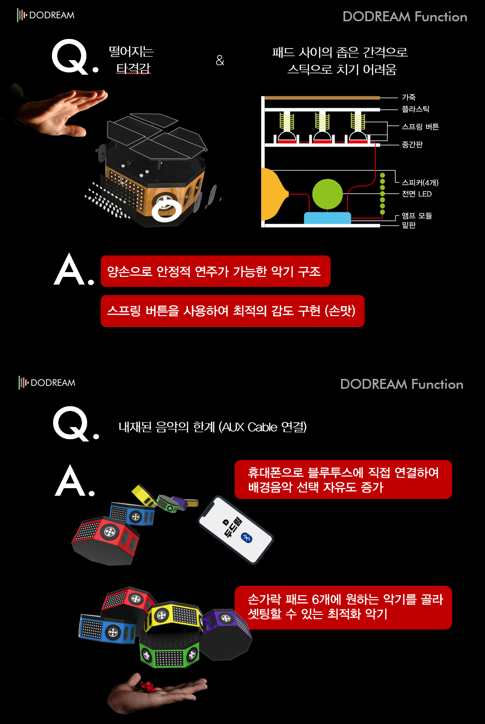 DODREAM
DODREAM Function
Q.
떨어지는
타격감
&
패드 사이의 좁은 간격으로
스틱으로 치기 어려움
가죽
플라스틱
스프링 버튼
중간판
스피커(4개)
전면 LED
앰프 모듈
밑판
A.
양손으로 안정적 연주가 가능한 악기 구조
스프링 버튼을 사용하여 최적의 감도 구현 (손맛)
DODREAM
DODREAM Function
Q.
내재된 음악의 한계 (AUX Cable 연결)
A.
휴대폰으로 블루투스에 직접 연결하여
배경음악 선택 자유도 증가
두드림
손가락 패드 6개에 원하는 악기를 골라
셋팅할 수 있는 최적화 악기